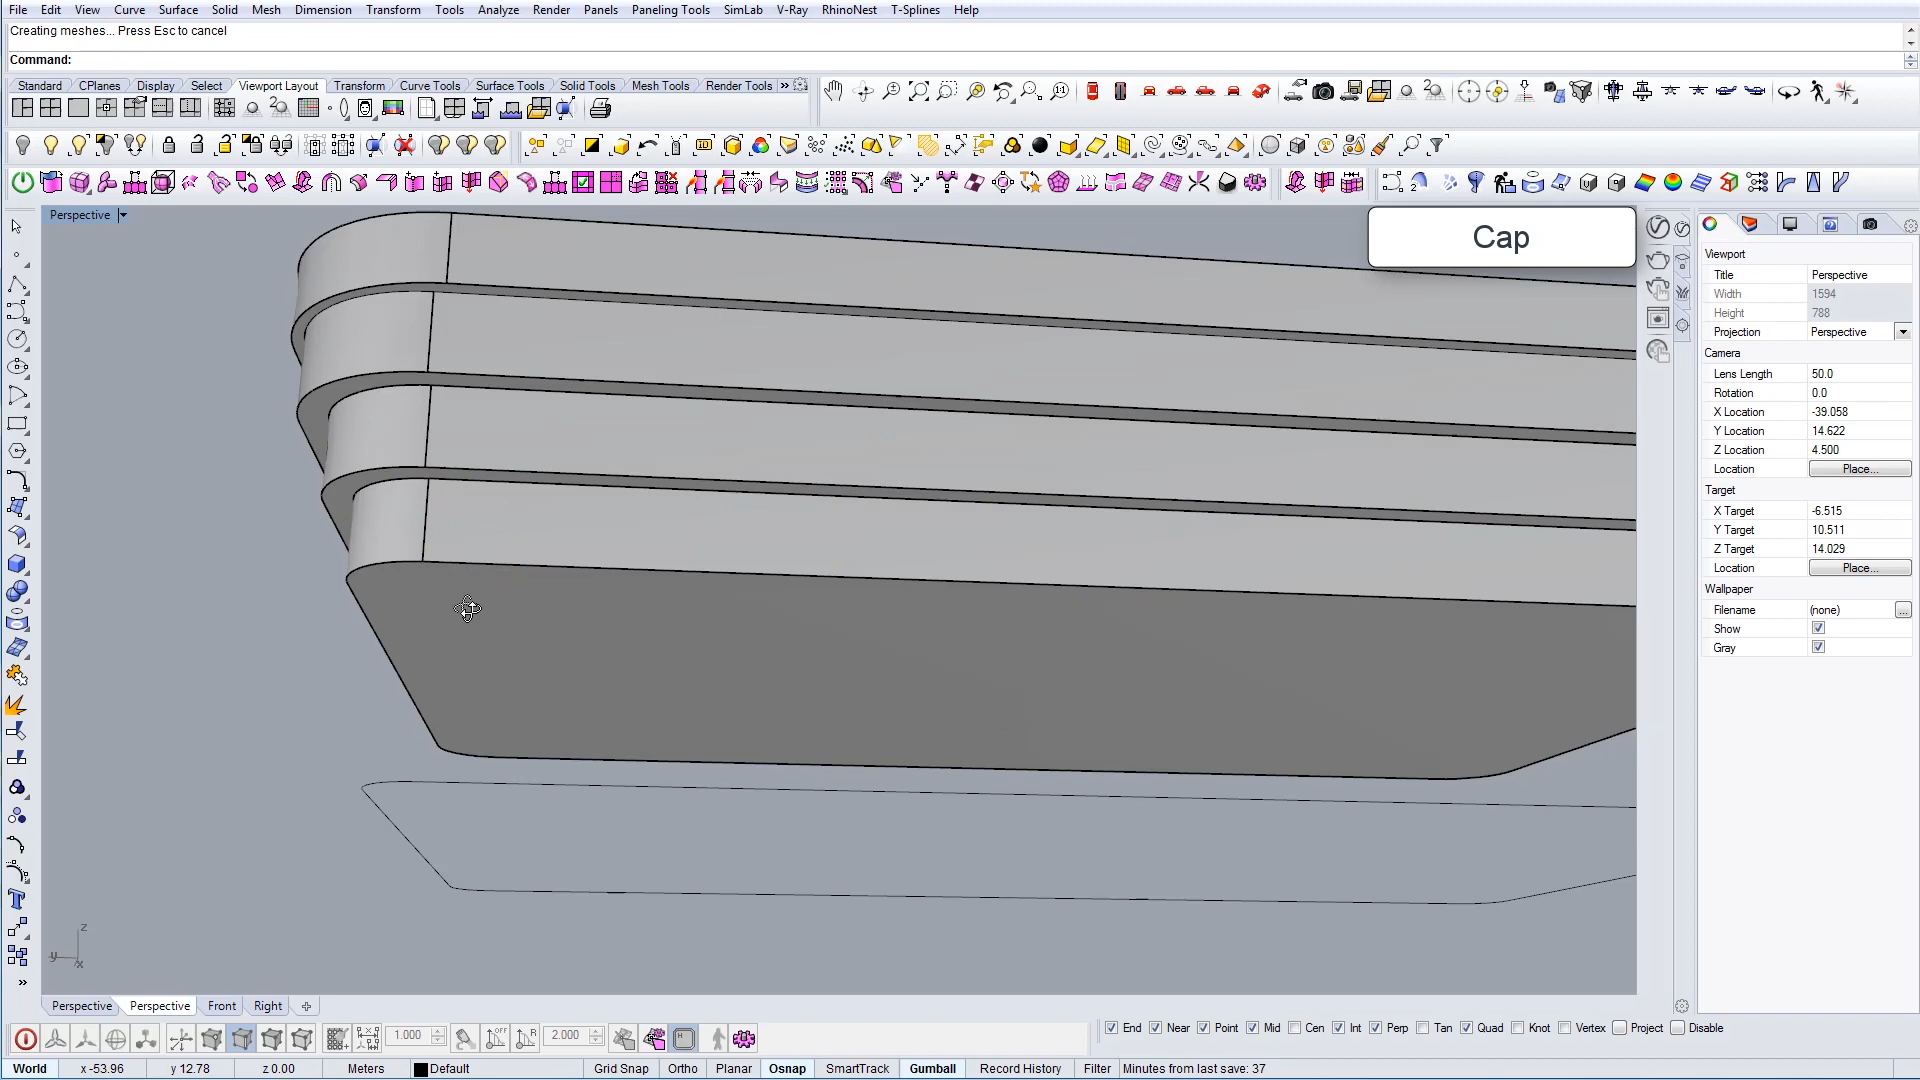 File Edit View Curve Surface Solid Mesh Dimension Transform Tools Analyze Render Panels Paneling Tools SimLab V-Ray RhinoNest T-Splines Help
Creating meshes... Press Esc to cancel
Command:
Standard CPlanes Display Select Viewport Layout Transform Curve Tools Surface Tools Solid Tools Mesh Tools Render Tools »
Perspective
Cap
Viewport
Title Perspective
Width 1594
Height 788
Projection Perspective
Camera
Lens Length 50.0
Rotation 0.0
X Location -39.058
Y Location 14.622
Z Location 4.500
Location Place...
Target
X Target -6.515
Y Target 10.511
Z Target 14.029
Location Place...
Wallpaper
Filename (none) ...
Show
Gray
z
y
x
Perspective Perspective Front Right
1.000 2.000 End Near Point Mid Cen Int Perp Tan Quad Knot Vertex Project Disable
World x -53.96 y 12.78 z 0.00 Meters Default Grid Snap Ortho Planar Osnap SmartTrack Gumball Record History Filter Minutes from last save: 37